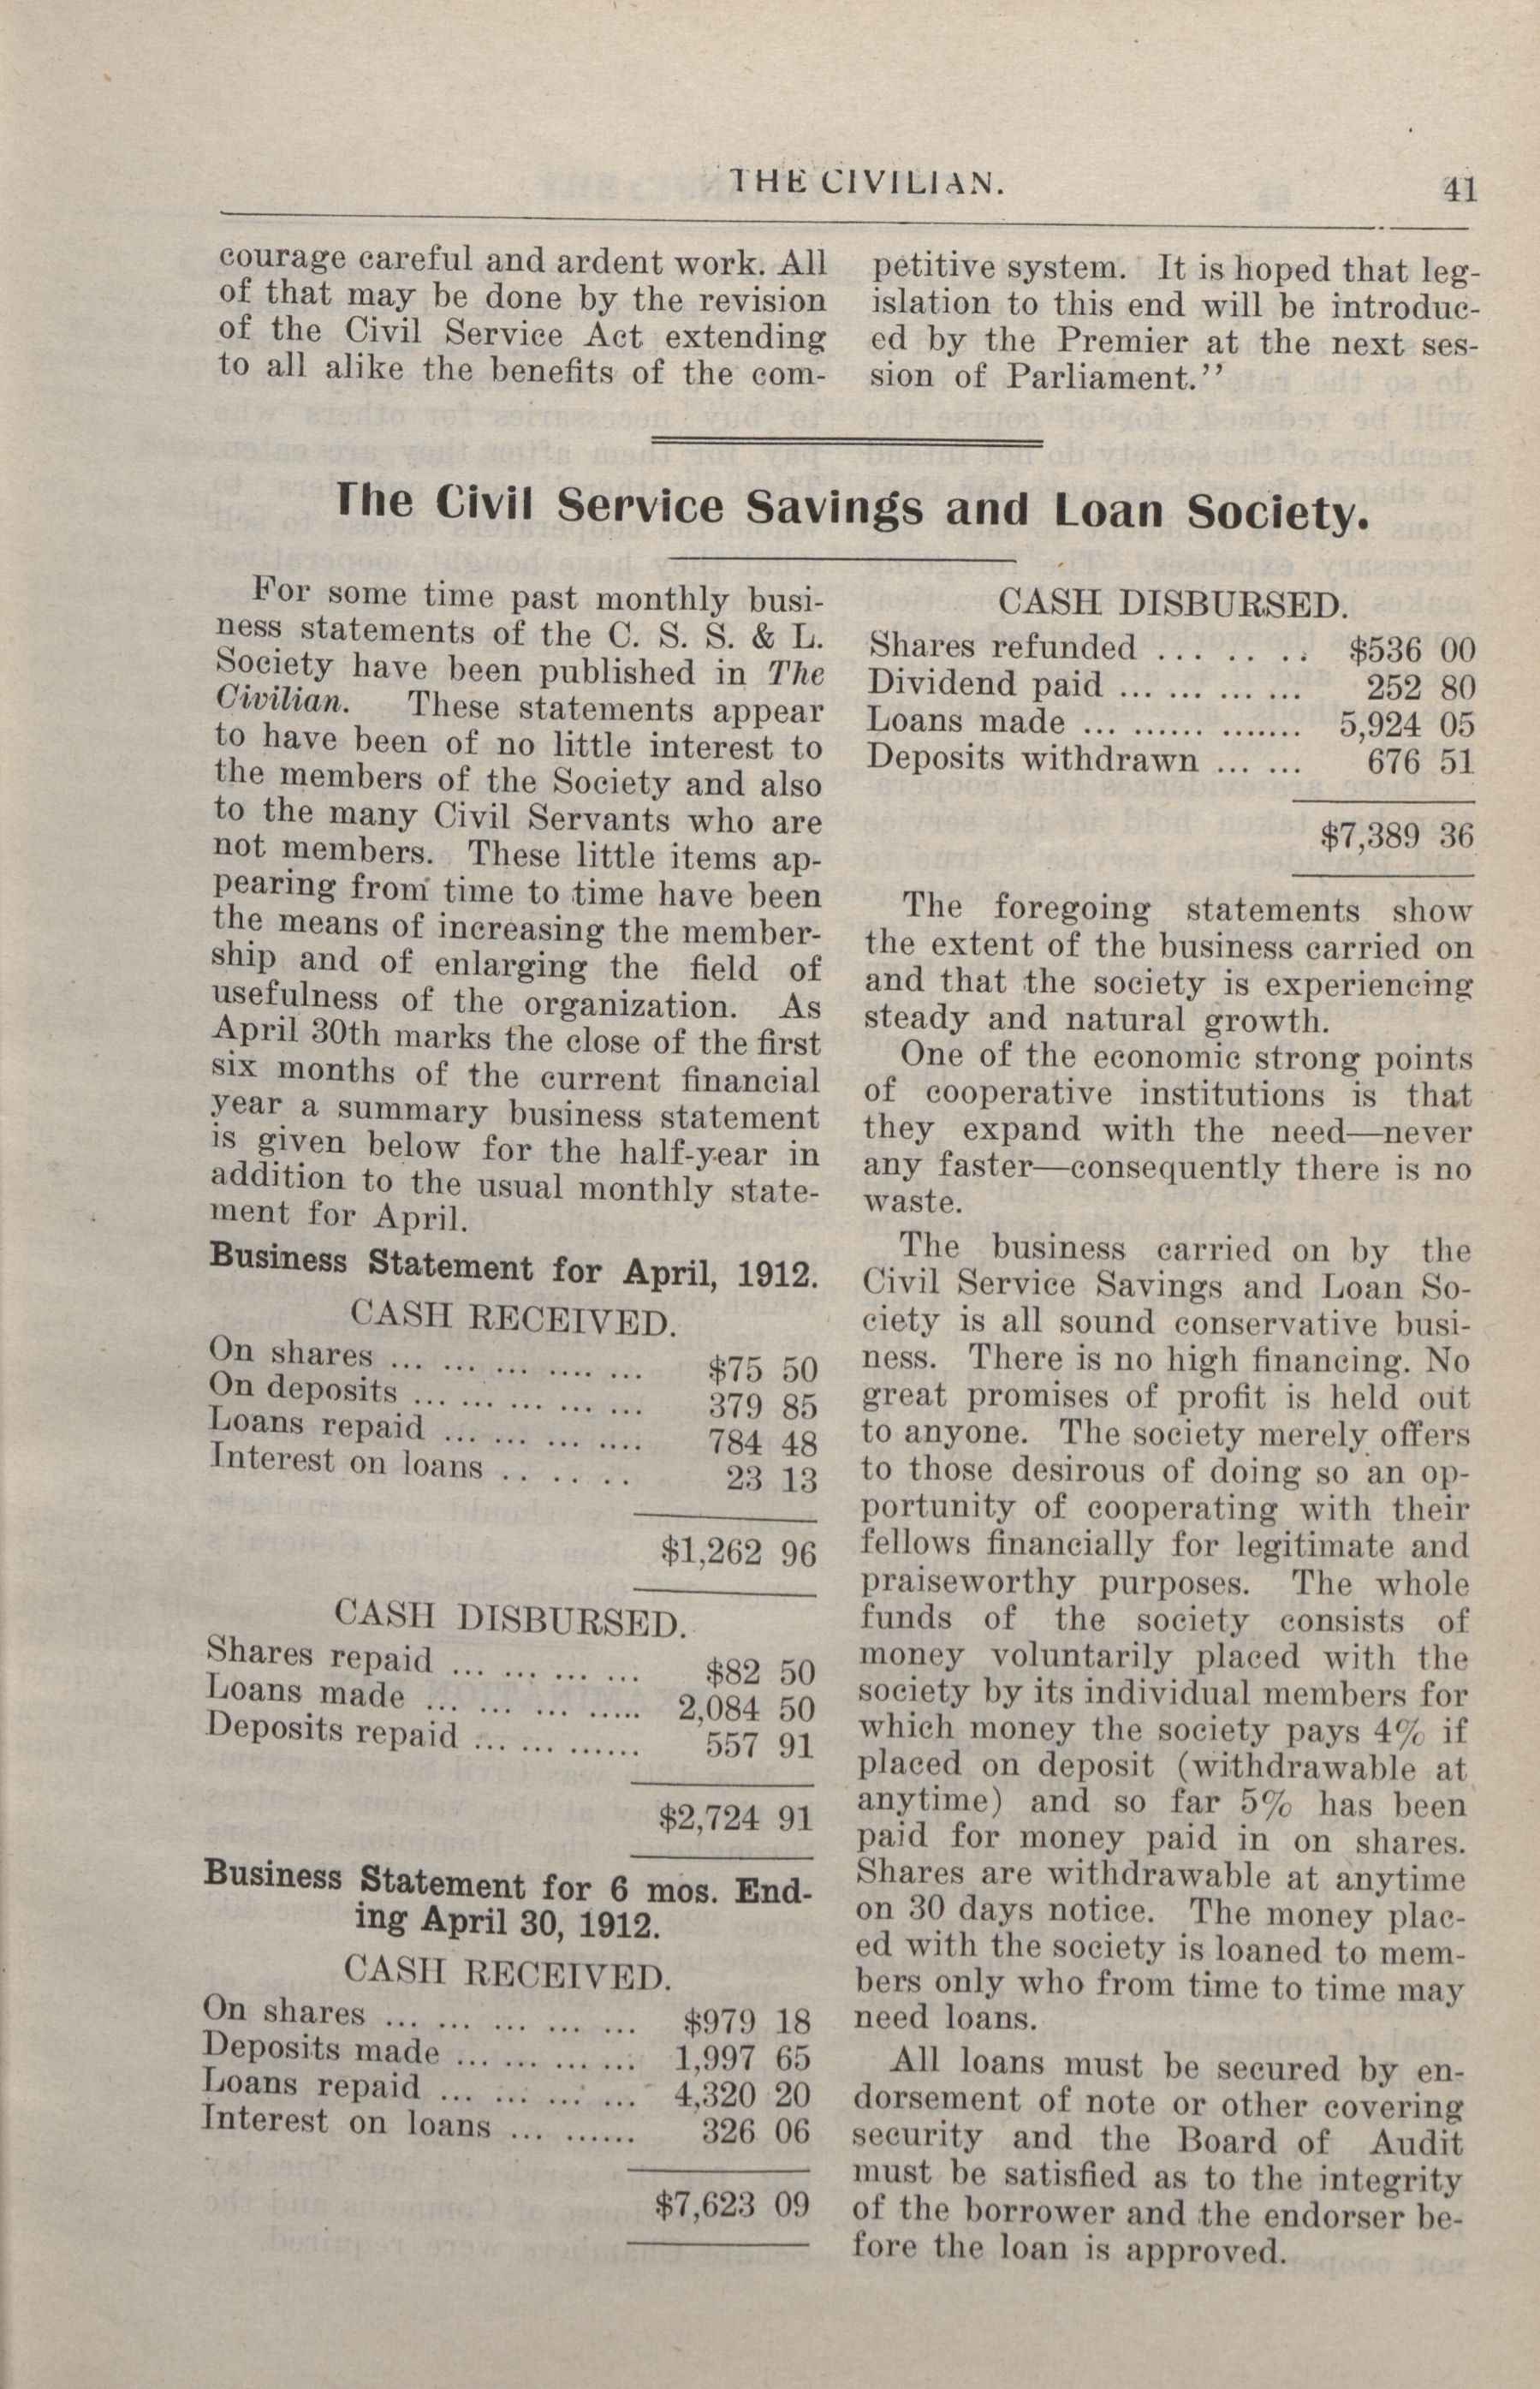 THE CIVILIAN.
41
courage careful and ardent work. All
of that may be done by the revision
of the Civil Service Act extending
to all alike the benefits of the com-
petitive system. It is hoped that leg-
islation to this end will be introduc-
ed by the Premier at the next ses-
sion of Parliament.''
The Civil Service Savings and Loan Society.
For some time past monthly busi-
ness statements of the C. S. S. & L.
Society have been published in The
Civilian. These statements appear
to have been of no little interest to
the members of the Society and also
to the many Civil Servants who are
not members. These little items ap-
pearing from time to time have been
the means of increasing the member-
ship and of enlarging the field of
usefulness of the organization. As
April 30th marks the close of the first
six months of the current financial
year a summary business statement
is given below for the half-year in
addition to the usual monthly state-
ment for April.
Business Statement for April, 1912.
CASH RECEIVED.
On shares ... ... ... .... ... $75 50
On deposits ... ... ... ... ... 379 85
Loans repaid ... ... ... .... 784 48
Interest on loans .. .. .. . 23 13
$1,262 96
CASH DISBURSED.
Shares repaid ... ... ... ... $82 50
Loans made ... ... ... ..... 2,084 50
Deposits repaid ... ... ...... 557 91
$2,724 91
Business Statement for 6 mos. End-
ing April 30, 1912.
CASH RECEIVED.
On shares ... ... ... ... ... $979 18
Deposits made ... ... ... ... 1,997 65
Loans repaid ... ... ... ... 4,320 20
Interest on loans ... ...... 326 06
$7,623 09
CASH DISBURSED.
Shares refunded ... .. .. .. $536 00
Dividend paid ... ... ... ... 252 80
Loans made ... ...... ....... 5,924 05
Deposits withdrawn ... ... 676 51
$7,389 36
The foregoing statements show
the extent of the business carried on
and that the society is experiencing
steady and natural growth.
One of the economic strong points
of cooperative institutions is that
they expand with the need—never
any faster—consequently there is no
waste.
The business carried on by the
Civil Service Savings and Loan So-
ciety is all sound conservative busi-
ness. There is no high financing. No
great promises of profit is held out
to anyone. The society merely offers
to those desirous of doing so an op-
portunity of cooperating with their
fellows financially for legitimate and
praiseworthy purposes. The whole
funds of the society consists of
money voluntarily placed with the
society by its individual members for
which money the society pays 4% if
placed on deposit (withdrawable at
anytime) and so far 5% has been
paid for money paid in on shares.
Shares are withdrawable at anytime
on 30 days notice. The money plac-
ed with the society is loaned to mem-
bers only who from time to time may
need loans.
All loans must be secured by en-
dorsement of note or other covering
security and the Board of Audit
must be satisfied as to the integrity
of the borrower and the endorser be-
fore the loan is approved.